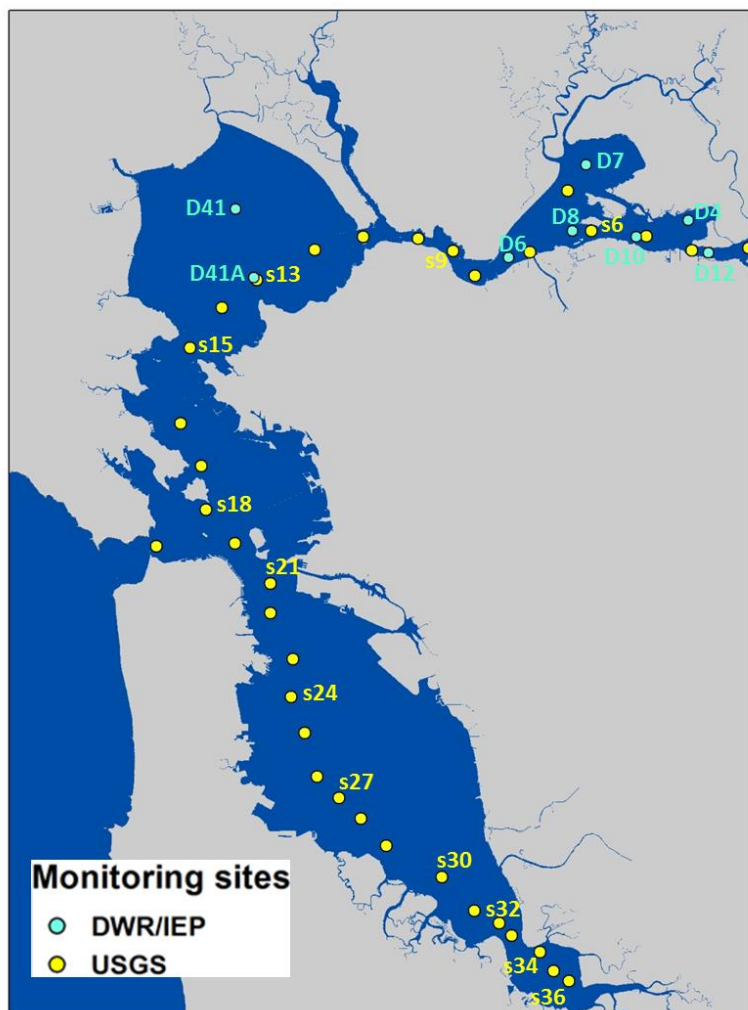 D7
D41
D8
s6
D4
s9
D6
D10
D12
D41A
s13
s15
s18
s21
s24
s27
s30
s32
s34
s36
Monitoring sites
DWR/IEP
USGS